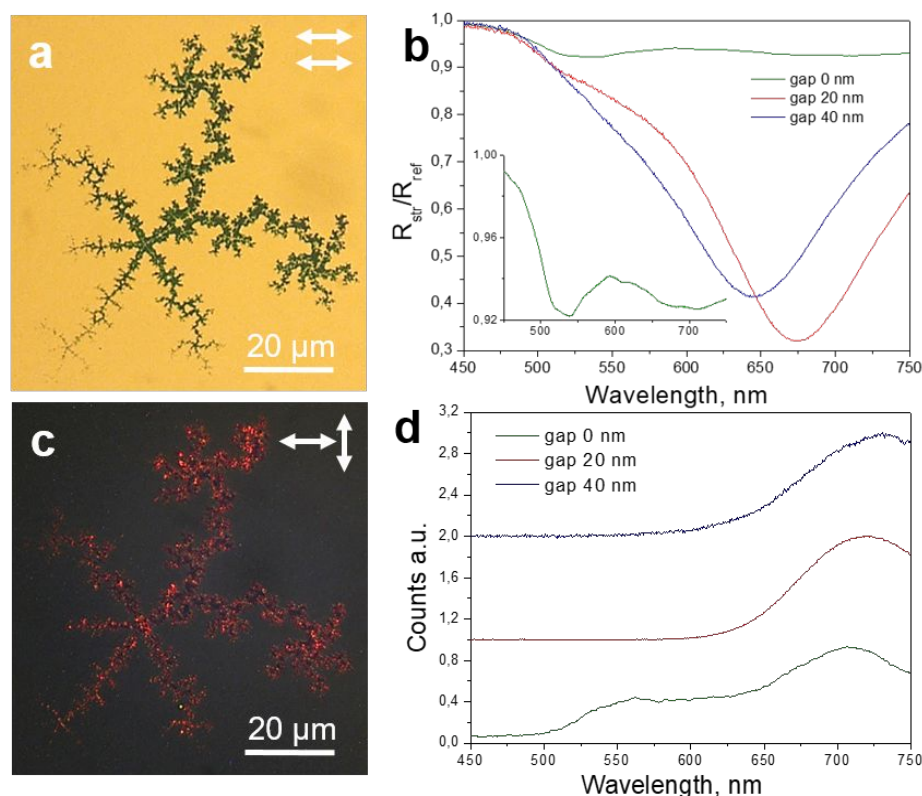 a
20 µm
b
1,0
0,9
0,8
0,7
0,6
0,5
0,4
0,3
R_str/R_ref
gap 0 nm
gap 20 nm
gap 40 nm
1,00
0,96
0,92
500
600
700
450
500
550
600
650
700
750
Wavelength, nm
c
20 µm
d
3,2
2,8
2,4
2,0
1,6
1,2
0,8
0,4
0,0
Counts a.u.
gap 0 nm
gap 20 nm
gap 40 nm
450
500
550
600
650
700
750
Wavelength, nm